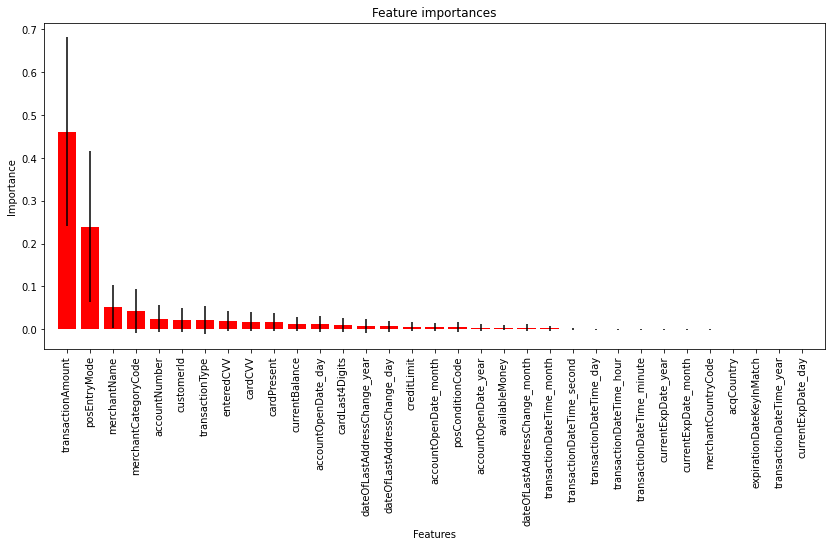 Feature importances
Importance
0.7
0.6
0.5
0.4
0.3
0.2
0.1
0.0
transactionAmount
posEntryMode
merchantName
merchantCategoryCode
accountNumber
customerId
transactionType
enteredCVV
cardCVV
cardPresent
currentBalance
accountOpenDate_day
cardLast4Digits
dateOfLastAddressChange_year
dateOfLastAddressChange_day
creditLimit
accountOpenDate_month
posConditionCode
accountOpenDate_year
availableMoney
dateOfLastAddressChange_month
transactionDateTime_month
transactionDateTime_second
transactionDateTime_day
transactionDateTime_hour
transactionDateTime_minute
currentExpDate_year
currentExpDate_month
merchantCountryCode
acqCountry
expirationDateKeyInMatch
transactionDateTime_year
currentExpDate_day
Features